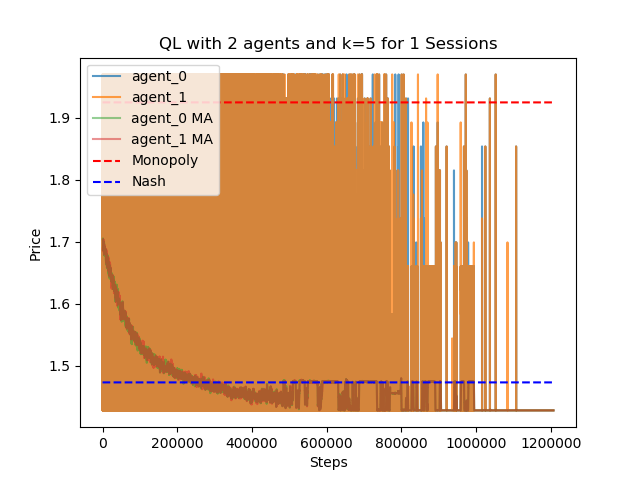 QL with 2 agents and k=5 for 1 Sessions
agent_0
agent_1
agent_0 MA
agent_1 MA
Monopoly
Nash
Price
1.9
1.8
1.7
1.6
1.5
0 200000 400000 600000 800000 1000000 1200000
Steps